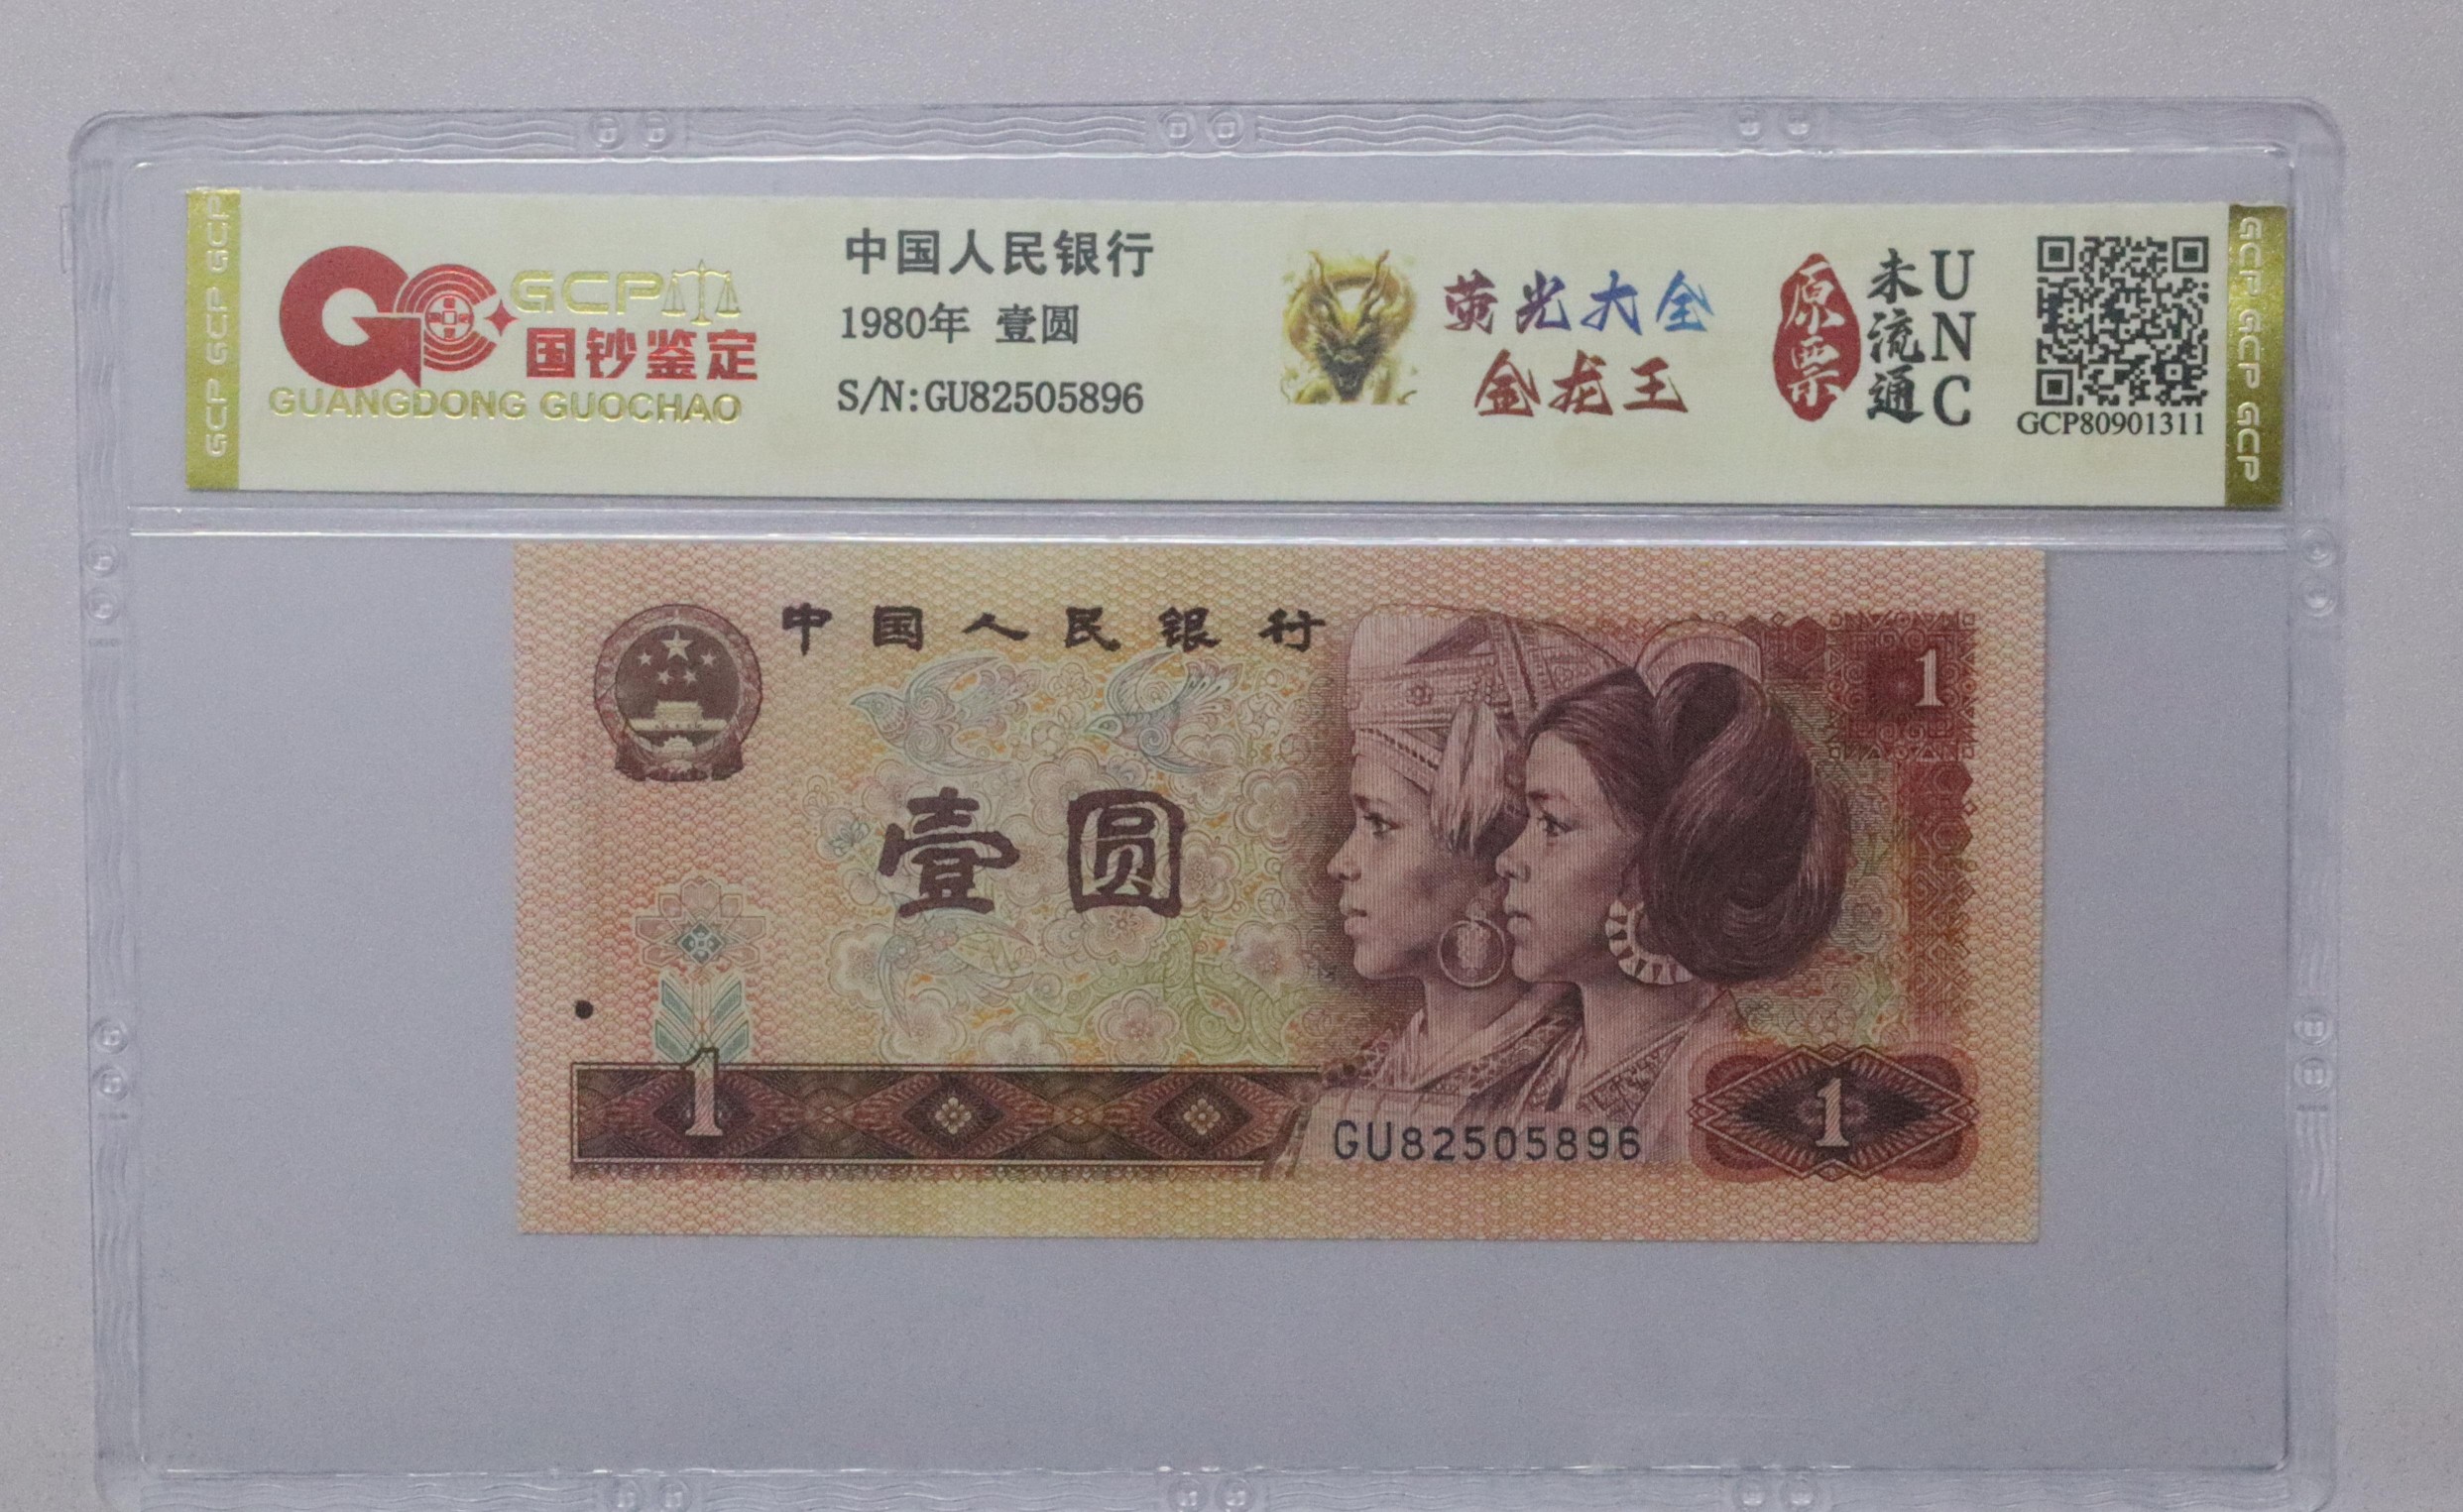 GCP GCP GCP
GCP
国钞鉴定
GUANGDONG GUOCHAO
中国人民银行
1980年 壹圆
S/N:GU82505896
荧光大全
金龙王
原票
未流通
UNC
GCP80901311
GCP GCP GCP
中国人民银行
1
壹圆
1
GU82505896
1